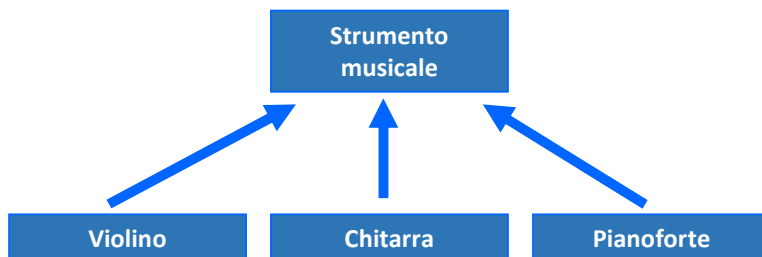 Strumento
musicale
Violino
Chitarra
Pianoforte